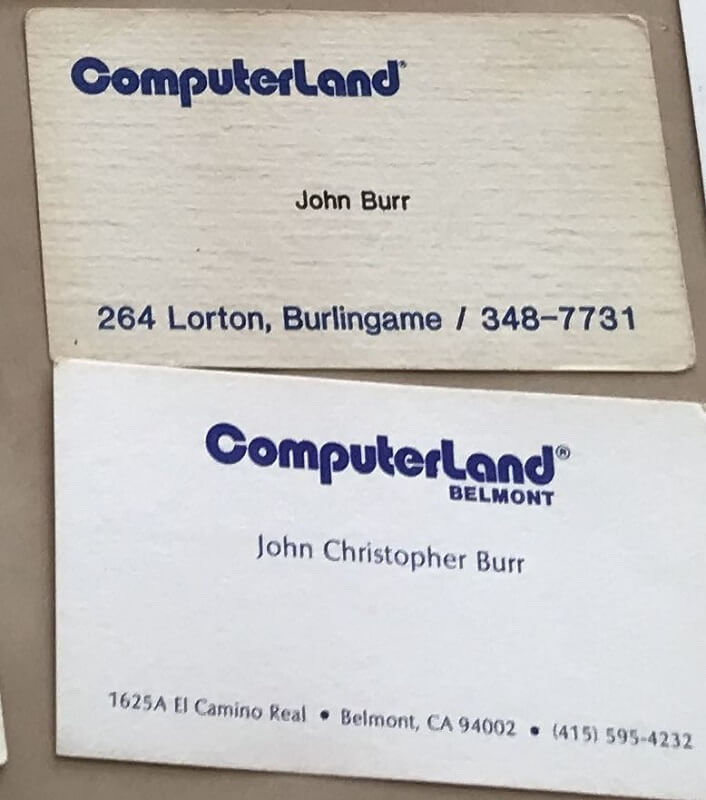 ComputerLand®
John Burr
264 Lorton, Burlingame / 348-7731
ComputerLand®
BELMONT
John Christopher Burr
1625A El Camino Real • Belmont, CA 94002 • (415) 595-4232